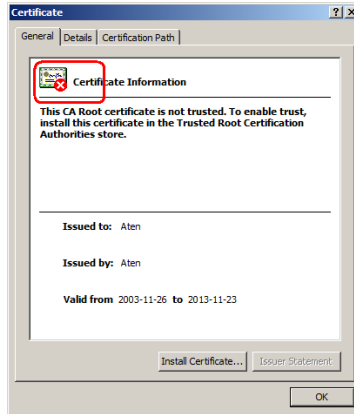 Certificate
General Details Certification Path
Certificate Information
This CA Root certificate is not trusted. To enable trust,
install this certificate in the Trusted Root Certification
Authorities store.
Issued to: Aten
Issued by: Aten
Valid from 2003-11-26 to 2013-11-23
Install Certificate... Issuer Statement
OK